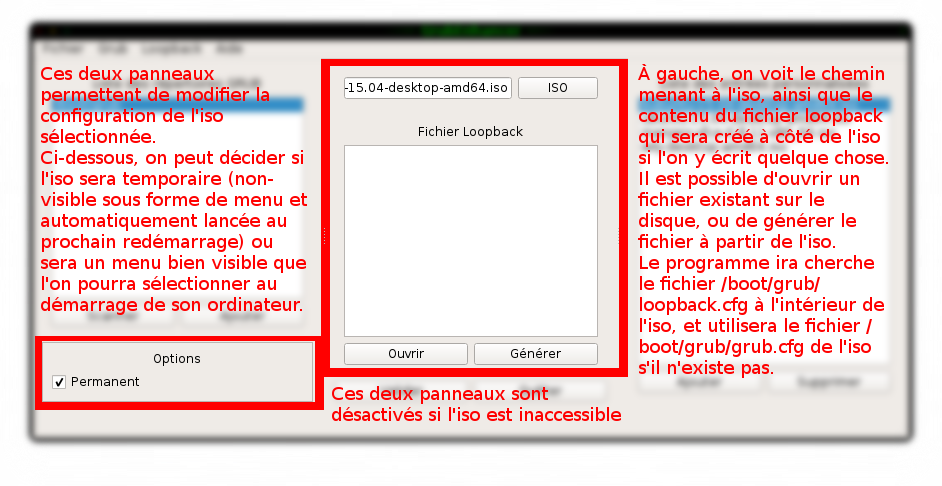 Fichier Grub Loopback Aide
Ces deux panneaux
permettent de modifier la
configuration de l'iso
sélectionnée.
Ci-dessous, on peut décider si
l'iso sera temporaire (non-
visible sous forme de menu et
automatiquement lancée au
prochain redémarrage) ou
sera un menu bien visible que
l'on pourra sélectionner au
démarrage de son ordinateur.
Options
Permanent
-15.04-desktop-amd64.iso
ISO
Fichier Loopback
Ouvrir
Générer
Ces deux panneaux sont
désactivés si l'iso est inaccessible
À gauche, on voit le chemin
menant à l'iso, ainsi que le
contenu du fichier loopback
qui sera créé à côté de l'iso
si l'on y écrit quelque chose.
Il est possible d'ouvrir un
fichier existant sur le
disque, ou de générer le
fichier à partir de l'iso.
Le programme ira cherche
le fichier /boot/grub/
loopback.cfg à l'intérieur de
l'iso, et utilisera le fichier /
boot/grub/grub.cfg de l'iso
s'il n'existe pas.
Ajouter
Supprimer